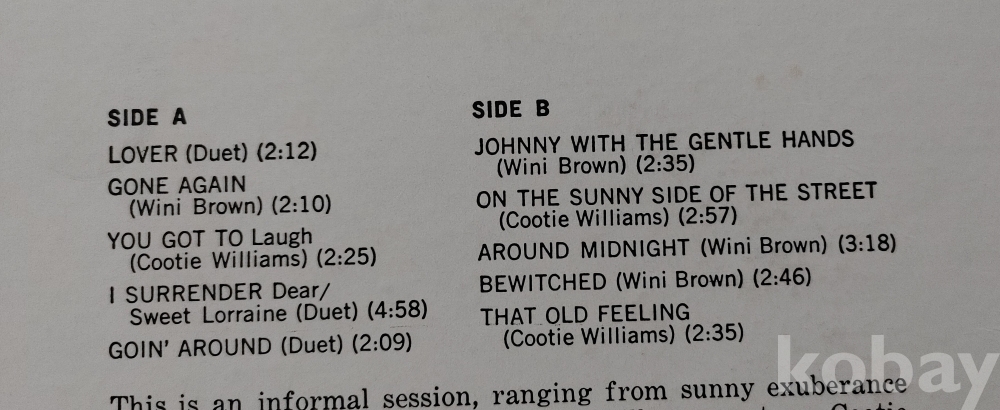 SIDE A
LOVER (Duet) (2:12)
GONE AGAIN
(Wini Brown) (2:10)
YOU GOT TO Laugh
(Cootie Williams) (2:25)
I SURRENDER Dear/
Sweet Lorraine (Duet) (4:58)
GOIN' AROUND (Duet) (2:09)
SIDE B
JOHNNY WITH THE GENTLE HANDS
(Wini Brown) (2:35)
ON THE SUNNY SIDE OF THE STREET
(Cootie Williams) (2:57)
AROUND MIDNIGHT (Wini Brown) (3:18)
BEWITCHED (Wini Brown) (2:46)
THAT OLD FEELING
(Cootie Williams) (2:35)
This is an informal session, ranging from sunny exuberance
Cootie
kobay